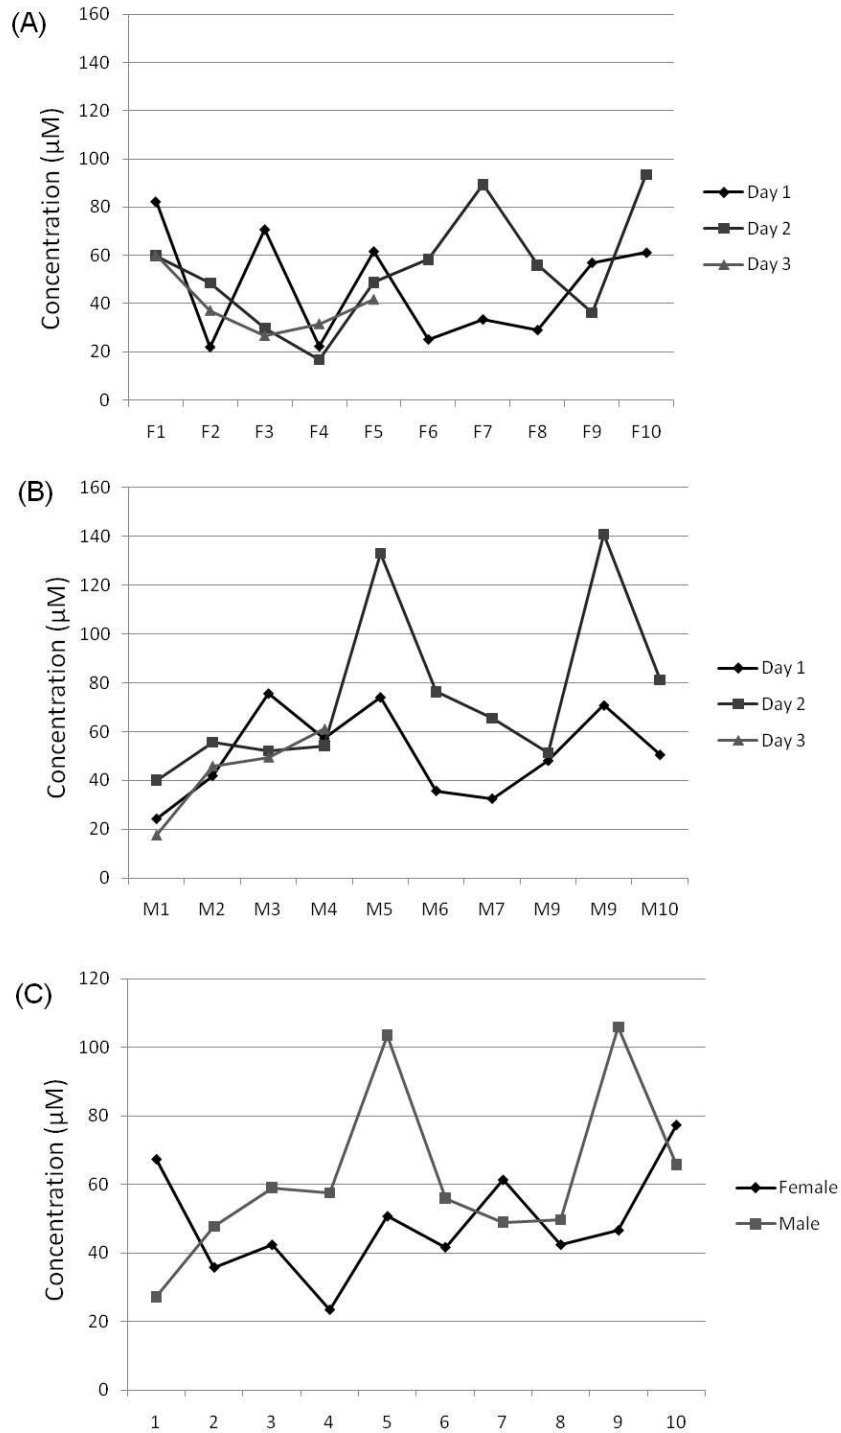 (A)
Concentration (µM)
160
140
120
100
80
60
40
20
0
F1 F2 F3 F4 F5 F6 F7 F8 F9 F10
Day 1
Day 2
Day 3
(B)
Concentration (µM)
160
140
120
100
80
60
40
20
0
M1 M2 M3 M4 M5 M6 M7 M9 M9 M10
Day 1
Day 2
Day 3
(C)
Concentration (µM)
120
100
80
60
40
20
0
1 2 3 4 5 6 7 8 9 10
Female
Male